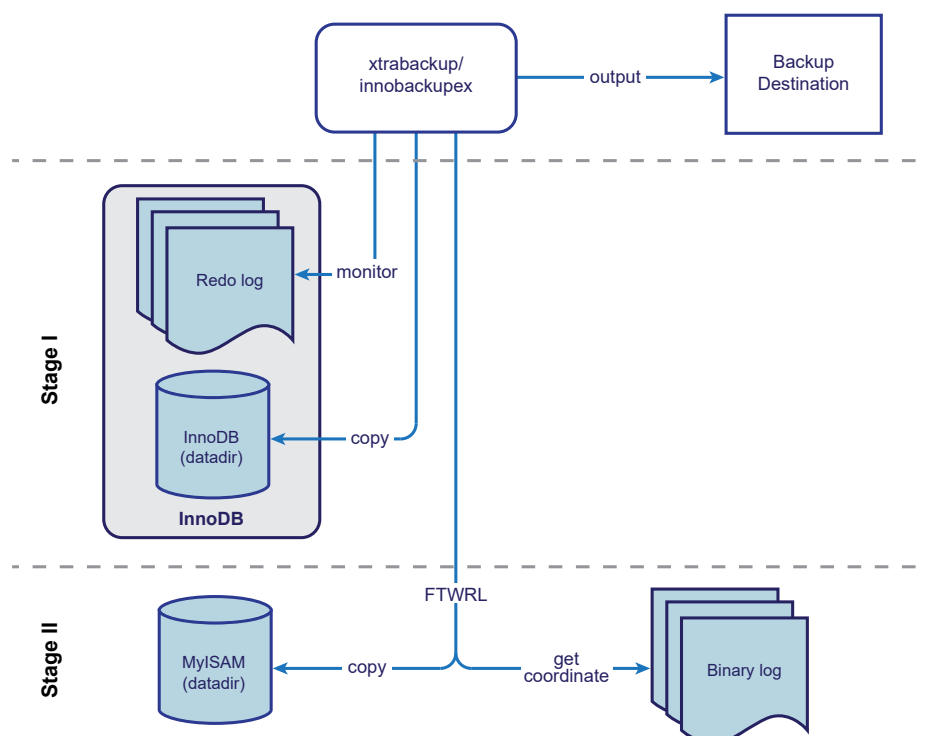 xtrabackup/
innobackupex
output
Backup
Destination
Stage I
Redo log
monitor
InnoDB
(datadir)
copy
InnoDB
Stage II
FTWRL
MyISAM
(datadir)
copy
get
coordinate
Binary log